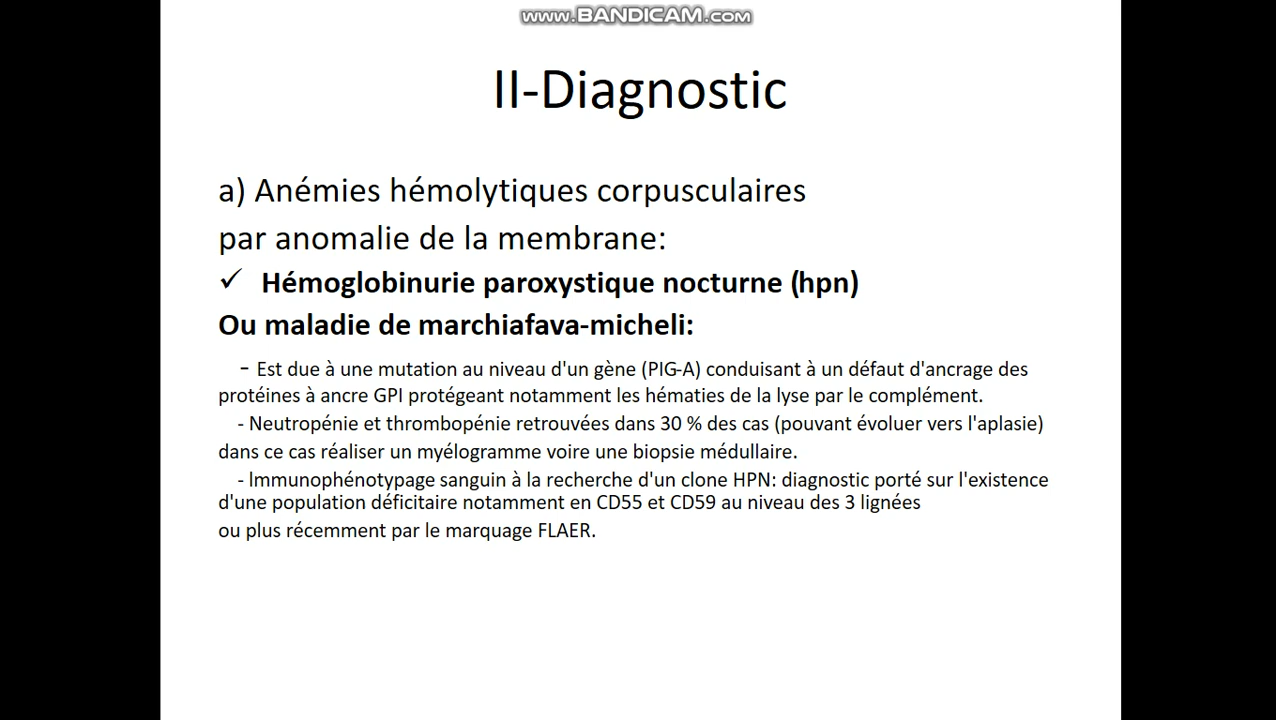 www.BANDICAM.com
II-Diagnostic
a) Anémies hémolytiques corpusculaires
par anomalie de la membrane:
✓ Hémoglobinurie paroxystique nocturne (hpn)
Ou maladie de marchiafava-micheli:
- Est due à une mutation au niveau d'un gène (PIG-A) conduisant à un défaut d'ancrage des
protéines à ancre GPI protégeant notamment les hématies de la lyse par le complément.
- Neutropénie et thrombopénie retrouvées dans 30 % des cas (pouvant évoluer vers l'aplasie)
dans ce cas réaliser un myélogramme voire une biopsie médullaire.
- Immunophénotypage sanguin à la recherche d'un clone HPN: diagnostic porté sur l'existence
d'une population déficitaire notamment en CD55 et CD59 au niveau des 3 lignées
ou plus récemment par le marquage FLAER.